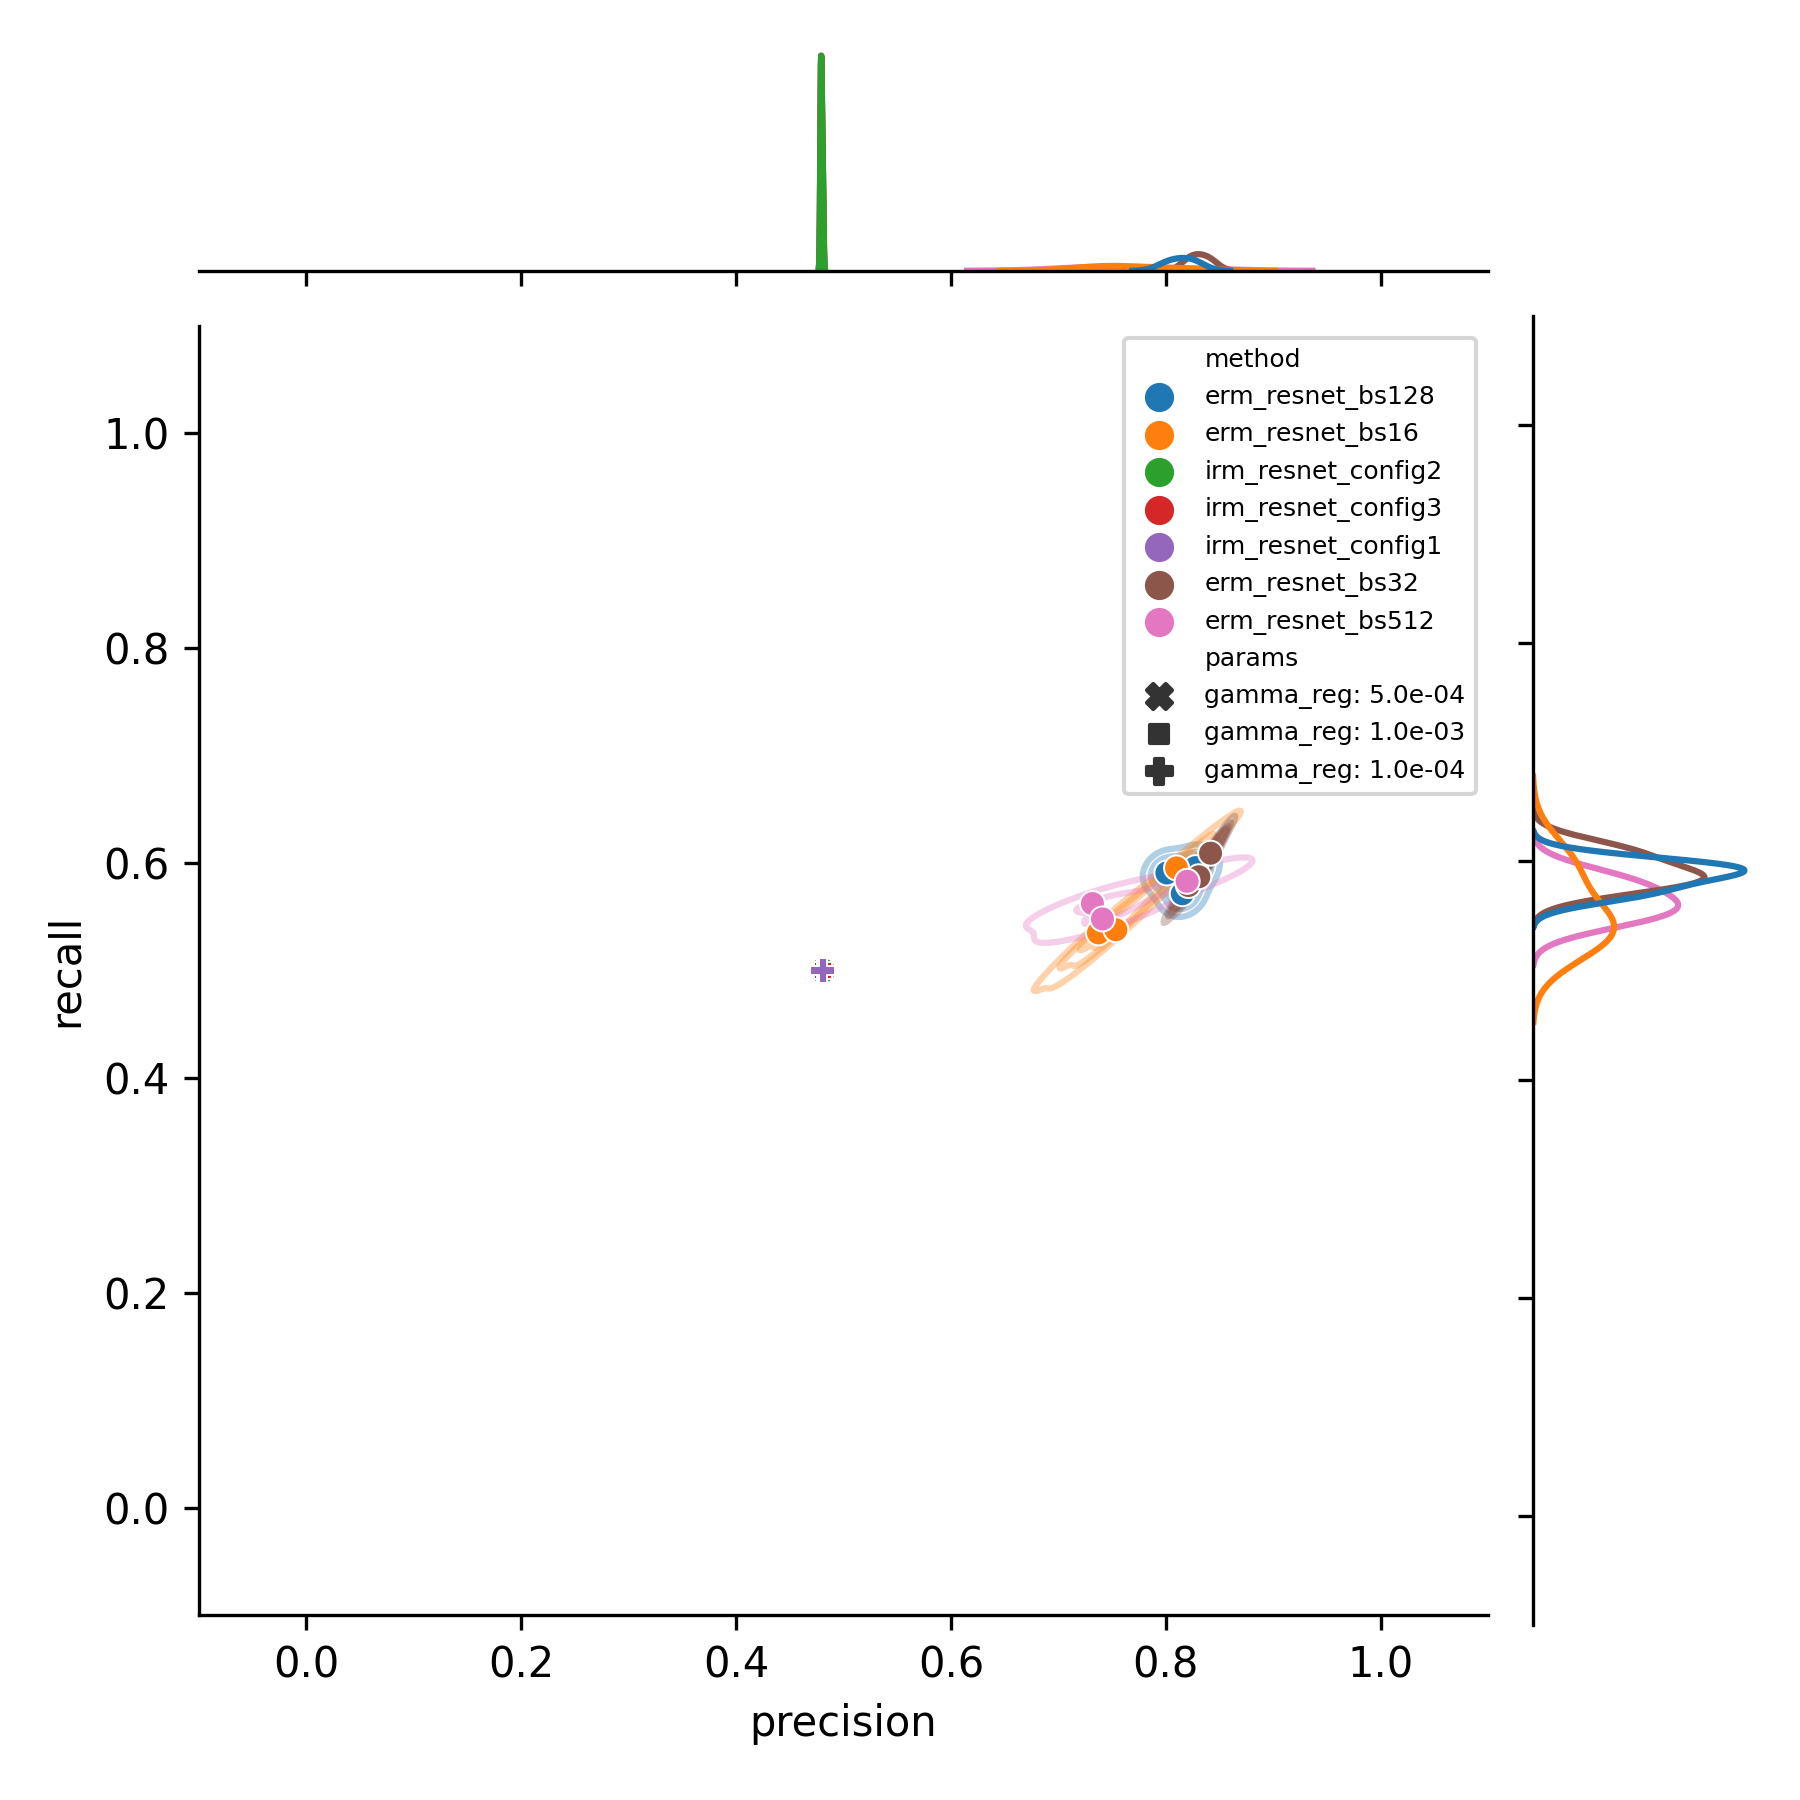 method
erm_resnet_bs128
erm_resnet_bs16
irm_resnet_config2
irm_resnet_config3
irm_resnet_config1
erm_resnet_bs32
erm_resnet_bs512
params
gamma_reg: 5.0e-04
gamma_reg: 1.0e-03
gamma_reg: 1.0e-04
1.0
0.8
0.6
0.4
0.2
0.0
recall
0.0 0.2 0.4 0.6 0.8 1.0
precision